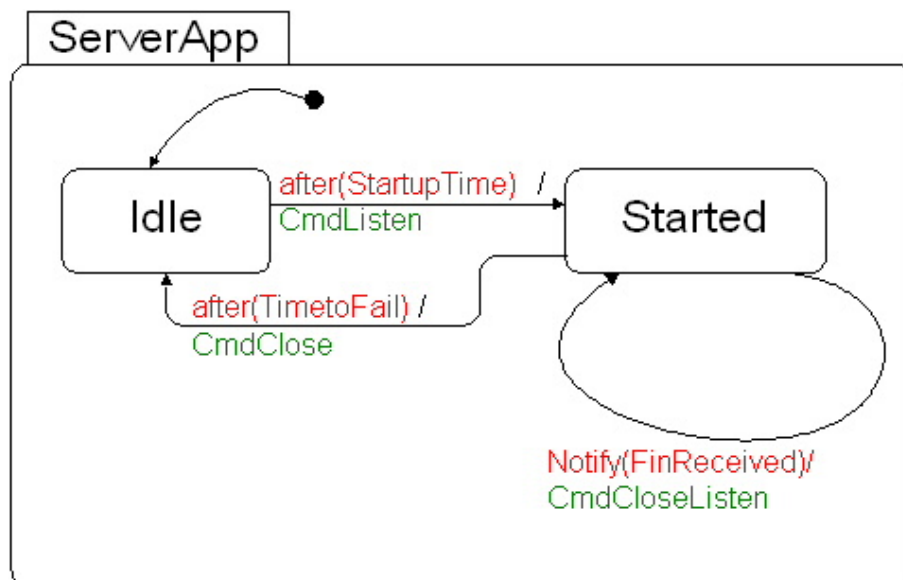 ServerApp
after(StartupTime) /
CmdListen
Idle
Started
after(TimetoFail) /
CmdClose
Notify(FinReceived)/
CmdCloseListen